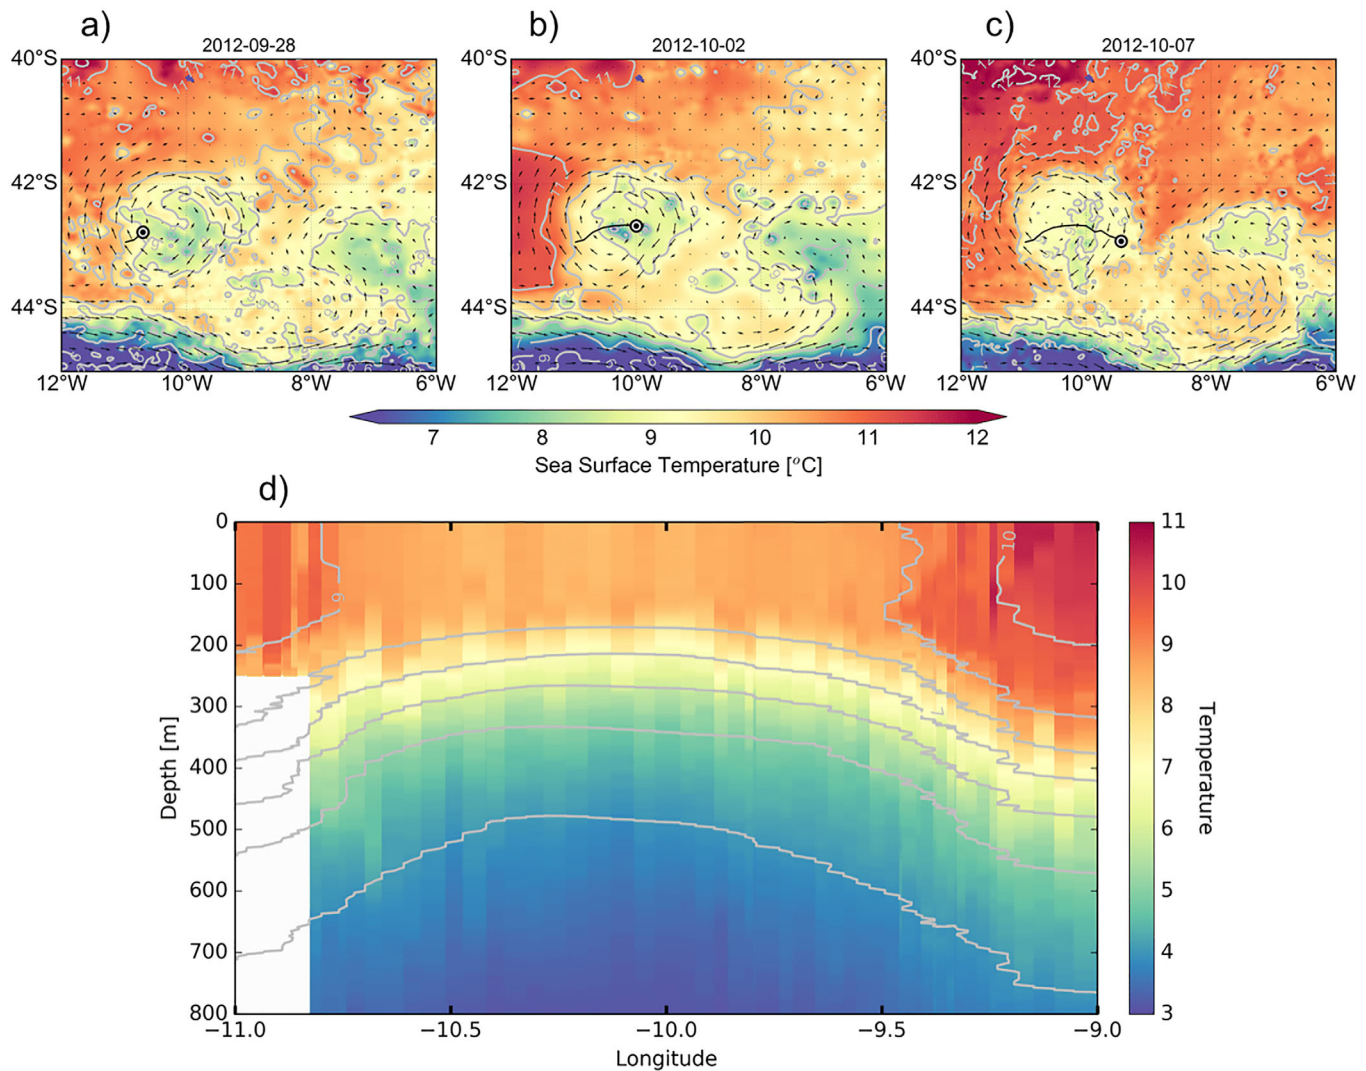 a) b) c)
2012-09-28 2012-10-02 2012-10-07
40°S 40°S 40°S
42°S 42°S 42°S
44°S 44°S 44°S
12°W 10°W 8°W 6°W 12°W 10°W 8°W 6°W 12°W 10°W 8°W 6°W
7 8 9 10 11 12
Sea Surface Temperature [°C]
d)
0 11
10
100 10
9
200 9
300 8
7
400 7
500 6
600 5
700 4
800 3
Depth [m]
Temperature
−11.0 −10.5 −10.0 −9.5 −9.0
Longitude